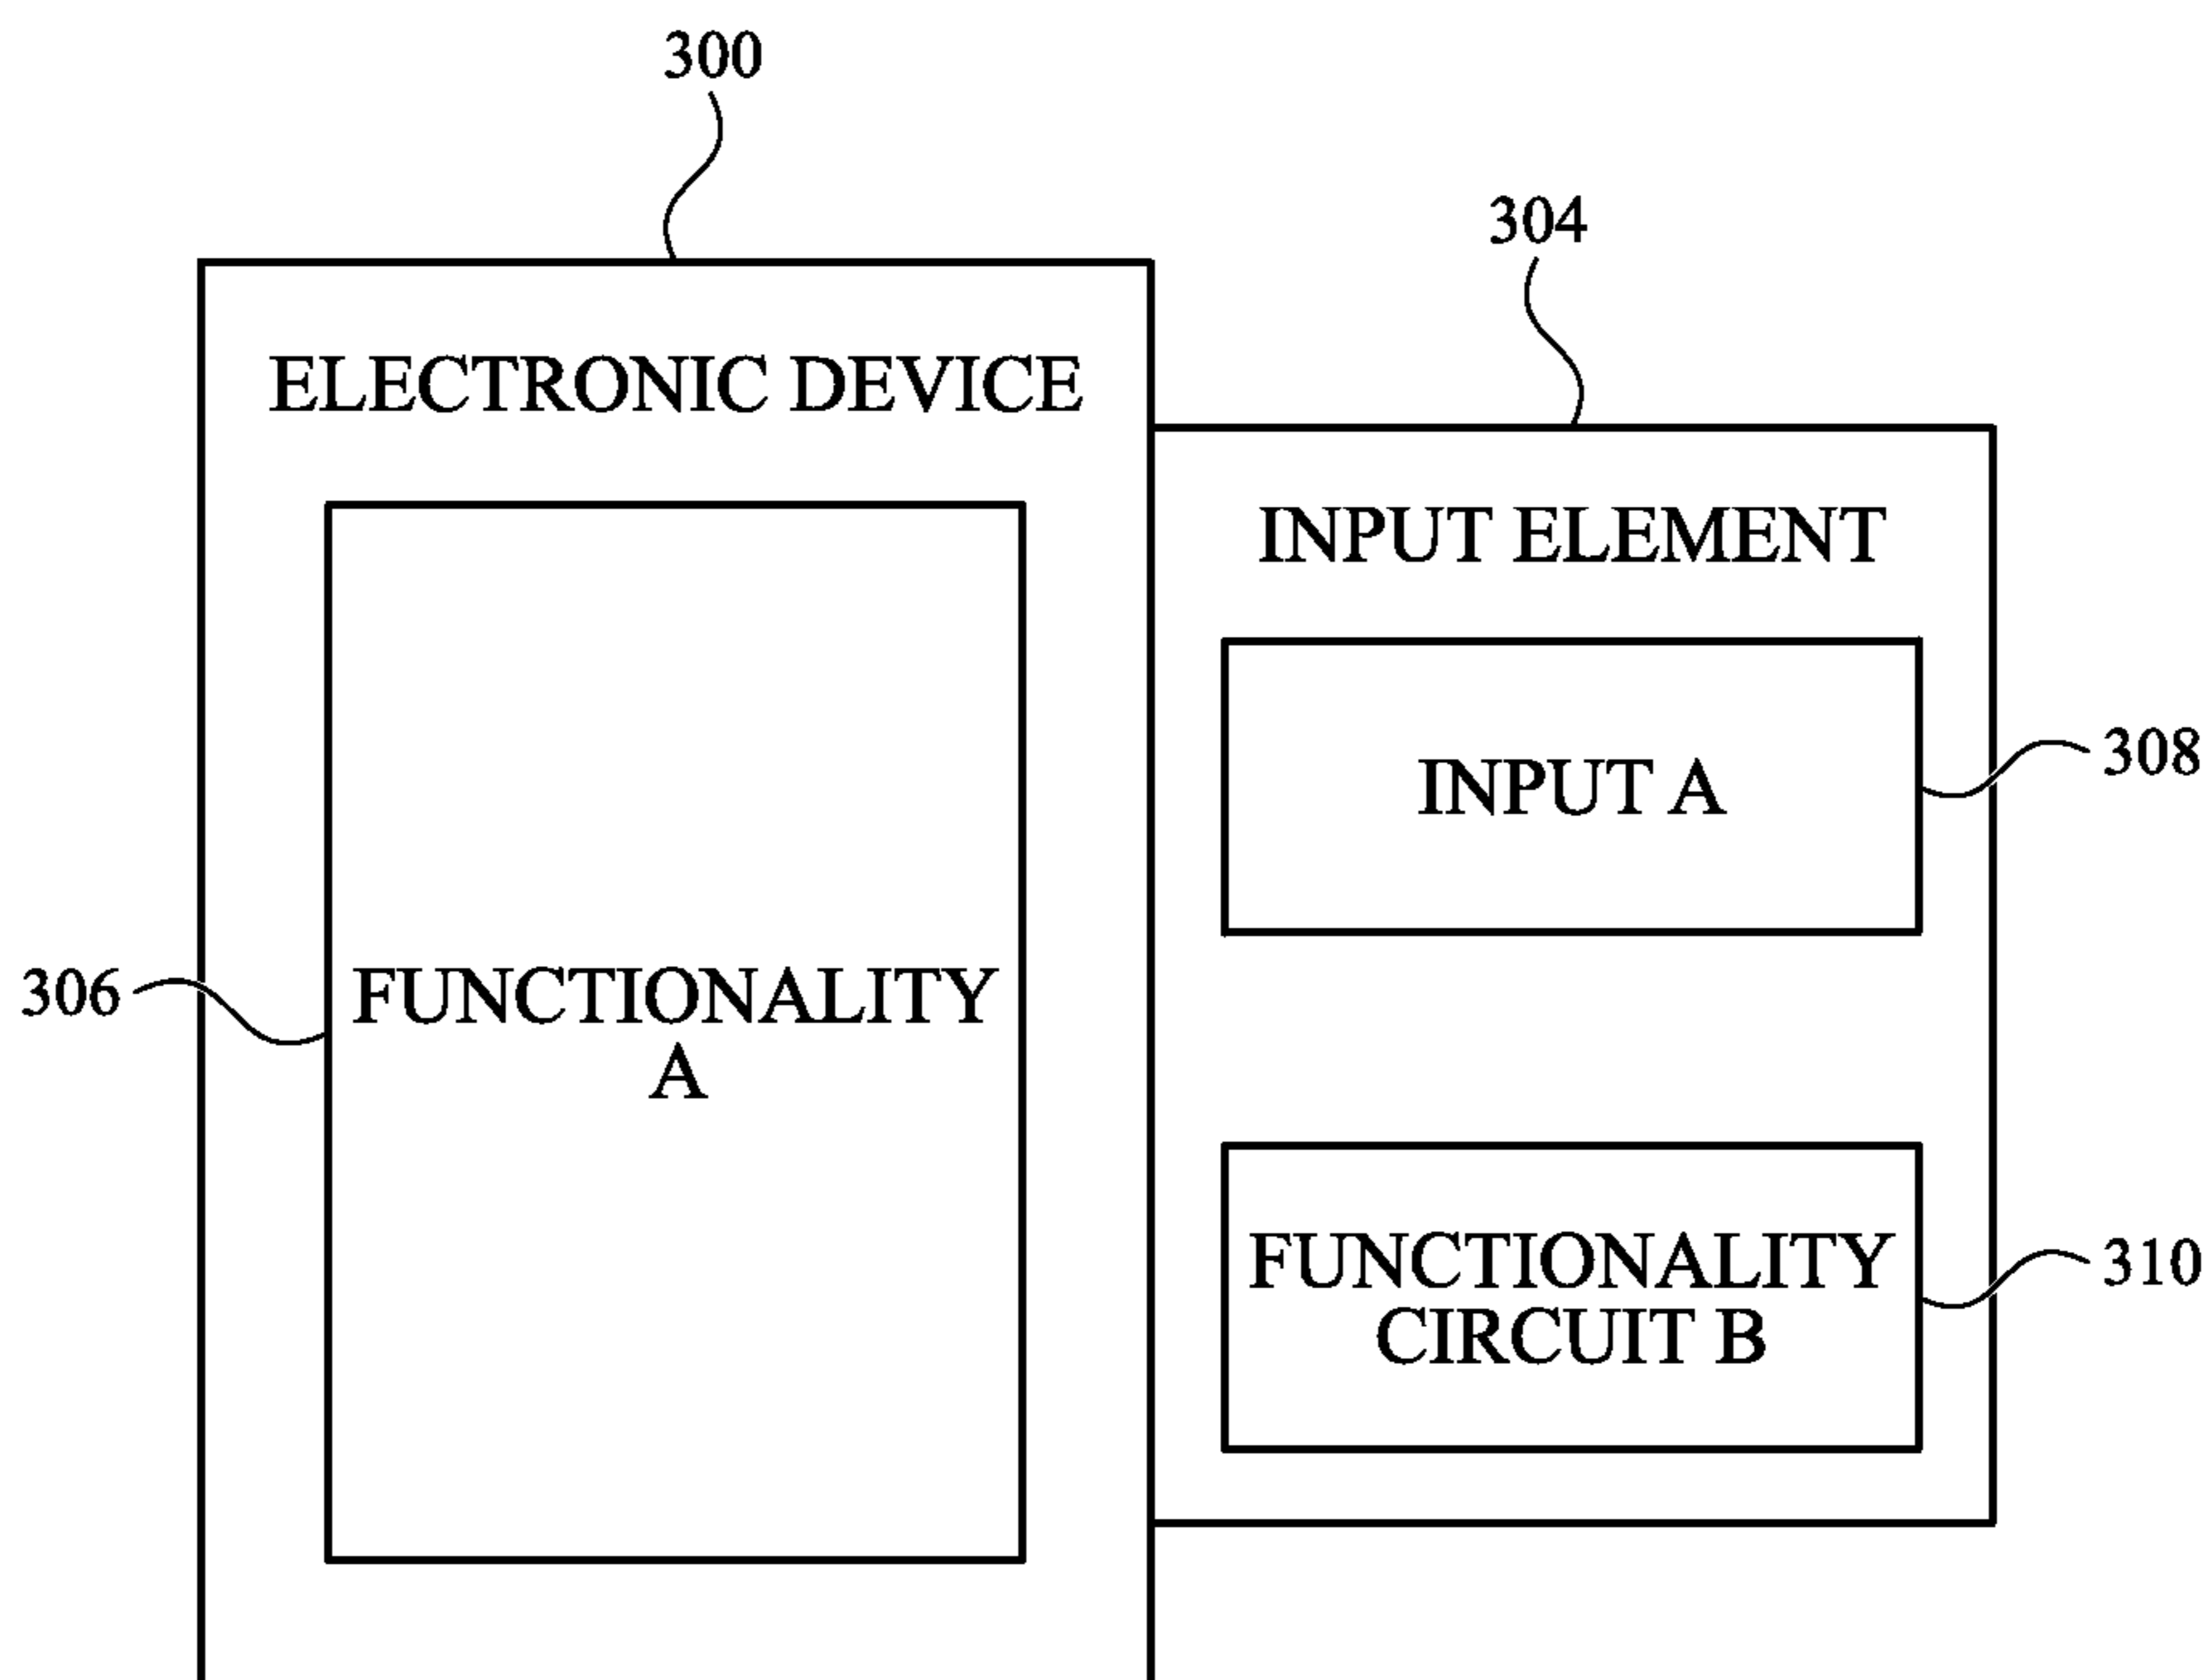 300
304
ELECTRONIC DEVICE
INPUT ELEMENT
INPUT A
308
306
FUNCTIONALITY
A
FUNCTIONALITY
CIRCUIT B
310